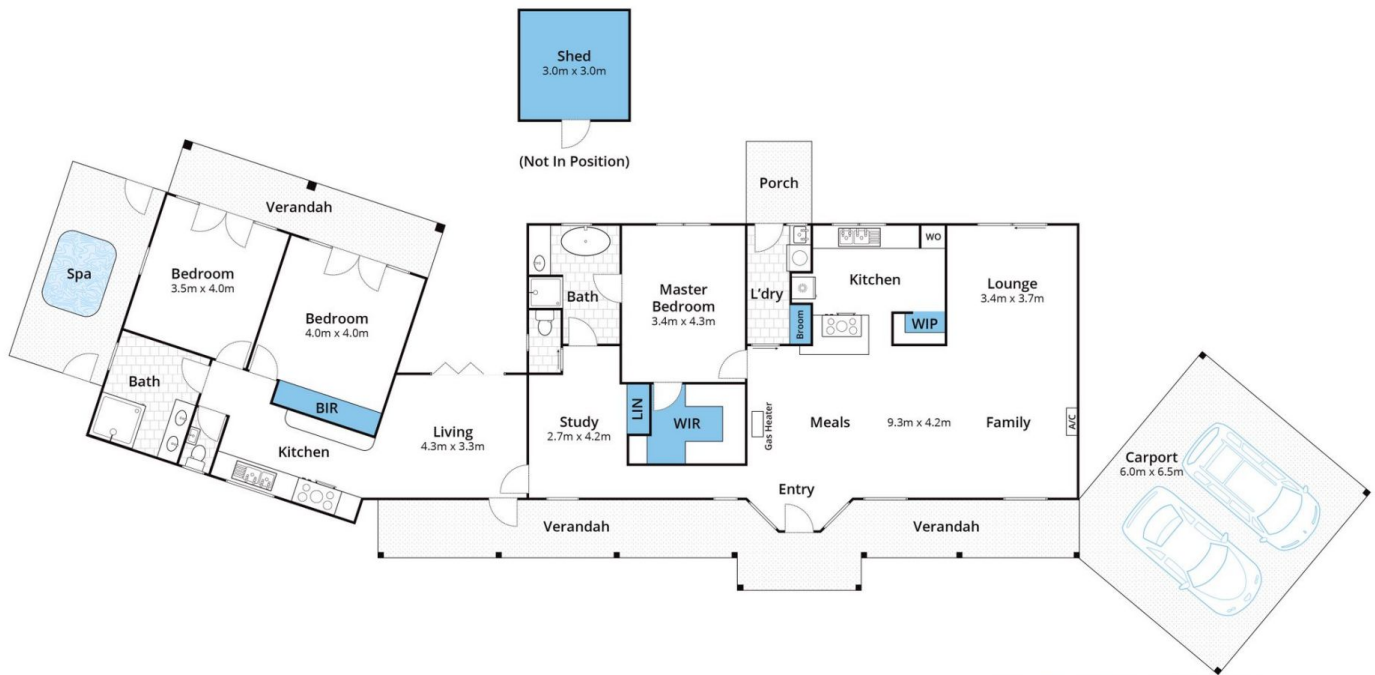 Shed
3.0m x 3.0m
(Not In Position)
Porch
Verandah
Spa
Bedroom
3.5m x 4.0m
Bedroom
4.0m x 4.0m
Bath
BIR
Kitchen
Living
4.3m x 3.3m
Bath
Master
Bedroom
3.4m x 4.3m
L'dry
Broom
Kitchen
WO
WIP
Lounge
3.4m x 3.7m
Study
2.7m x 4.2m
LIN
WIR
Gas Heater
Meals
9.3m x 4.2m
Family
A/C
Entry
Verandah
Verandah
Carport
6.0m x 6.5m